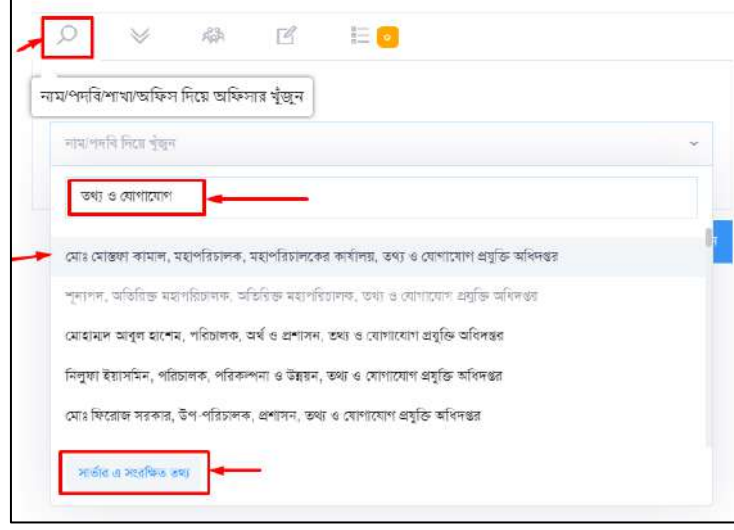 ০
নাম/পদবি/শাখা/অফিস দিয়ে অফিসার খুঁজুন
নাম/পদবি দিয়ে খুঁজুন
তথ্য ও যোগাযোগ
মোঃ মোস্তফা কামাল, মহাপরিচালক, মহাপরিচালকের কার্যালয়, তথ্য ও যোগাযোগ প্রযুক্তি অধিদপ্তর
শূন্যপদ, অতিরিক্ত মহাপরিচালক, অতিরিক্ত মহাপরিচালক, তথ্য ও যোগাযোগ প্রযুক্তি অধিদপ্তর
মোহাম্মদ আবুল হাশেম, পরিচালক, অর্থ ও প্রশাসন, তথ্য ও যোগাযোগ প্রযুক্তি অধিদপ্তর
নিলুফা ইয়াসমিন, পরিচালক, পরিকল্পনা ও উন্নয়ন, তথ্য ও যোগাযোগ প্রযুক্তি অধিদপ্তর
মোঃ ফিরোজ সরকার, উপ-পরিচালক, প্রশাসন, তথ্য ও যোগাযোগ প্রযুক্তি অধিদপ্তর
সার্ভার এ সংরক্ষিত তথ্য